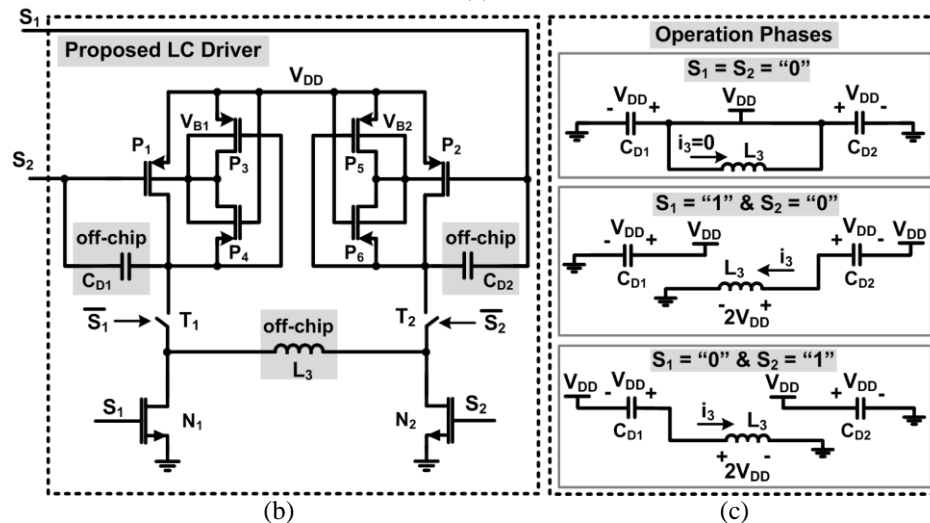 S1
Proposed LC Driver
VDD
P1
VB1
VB2
P2
S2
P3
P5
off-chip
P4
P6
off-chip
CD1
CD2
S̅1
T1
off-chip
T2
S̅2
L3
S1
N1
N2
S2
(b)
Operation Phases
S1 = S2 = “0”
- VDD +
VDD
+ VDD -
CD1
i3=0
L3
CD2
S1 = “1” & S2 = “0”
- VDD +
VDD
+ VDD -
VDD
CD1
L3
i3
CD2
- 2VDD +
S1 = “0” & S2 = “1”
VDD
- VDD +
VDD
+ VDD -
CD1
i3
L3
CD2
+ 2VDD -
(c)